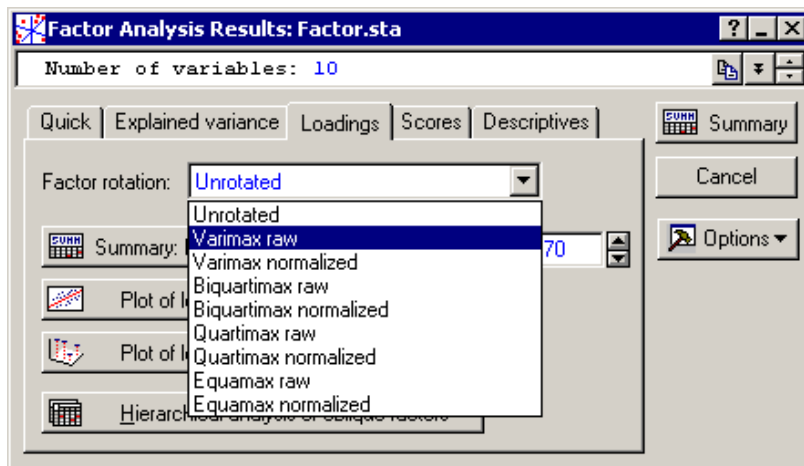 Factor Analysis Results: Factor.sta
Number of variables: 10
Quick Explained variance Loadings Scores Descriptives
Summary
Cancel
Options
Factor rotation: Unrotated
Unrotated
Varimax raw
Varimax normalized
Biquartimax raw
Biquartimax normalized
Quartimax raw
Quartimax normalized
Equamax raw
Equamax normalized
Summary: 70
Plot of
Plot of
Hierarchical analysis of oblique factors